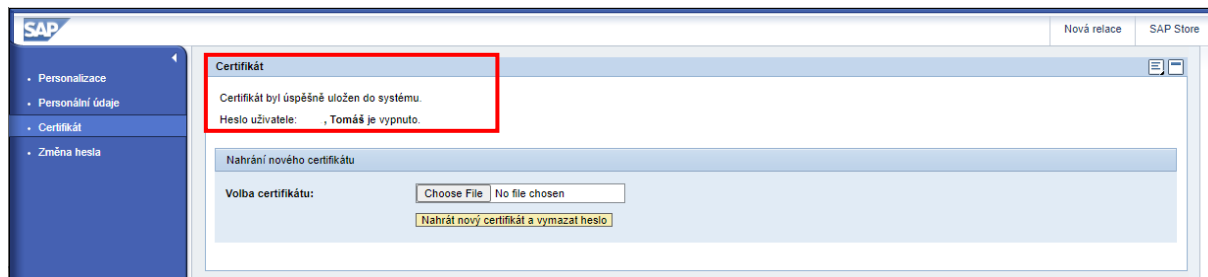 SAP
Nová relace
SAP Store
Personalizace
Personální údaje
Certifikát
Změna hesla
Certifikát
Certifikát byl úspěšně uložen do systému.
Heslo uživatele: , Tomáš je vypnuto.
Nahrání nového certifikátu
Volba certifikátu: Choose File No file chosen
Nahrát nový certifikát a vymazat heslo